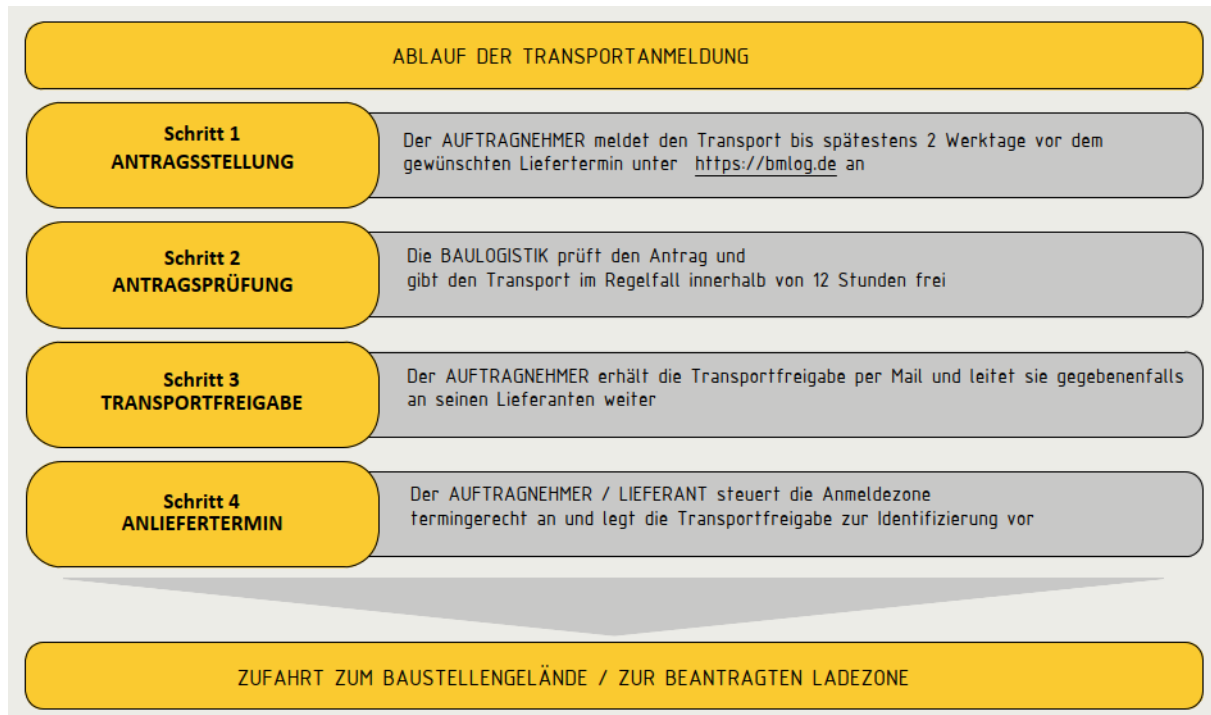 ABLAUF DER TRANSPORTANMELDUNG
Schritt 1
ANTRAGSSTELLUNG
Der AUFTRAGNEHMER meldet den Transport bis spätestens 2 Werktage vor dem
gewünschten Liefertermin unter https://bmlog.de an
Schritt 2
ANTRAGSPRÜFUNG
Die BAULOGISTIK prüft den Antrag und
gibt den Transport im Regelfall innerhalb von 12 Stunden frei
Schritt 3
TRANSPORTFREIGABE
Der AUFTRAGNEHMER erhält die Transportfreigabe per Mail und leitet sie gegebenenfalls
an seinen Lieferanten weiter
Schritt 4
ANLIEFERTERMIN
Der AUFTRAGNEHMER / LIEFERANT steuert die Anmeldezone
termingerecht an und legt die Transportfreigabe zur Identifizierung vor
ZUFAHRT ZUM BAUSTELLENGELÄNDE / ZUR BEANTRAGTEN LADEZONE